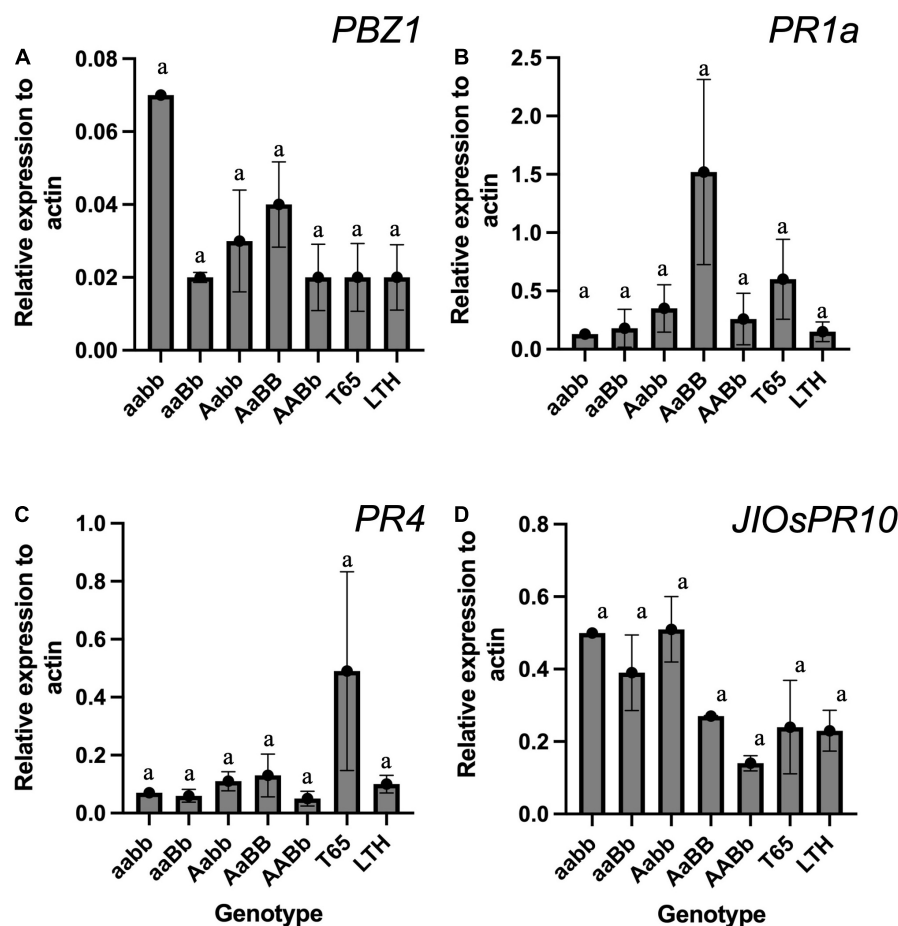 A
PBZ1
Relative expression to
actin
0.08
0.06
0.04
0.02
0.00
a a a a a a a
aabb aaBb Aabb AaBB AABb T65 LTH
B
PR1a
Relative expression to
actin
2.5
2.0
1.5
1.0
0.5
0.0
a a a a a a a
aabb aaBb Aabb AaBB AABb T65 LTH
C
PR4
Relative expression to
actin
1.0
0.8
0.6
0.4
0.2
0.0
a a a a a a a
aabb aaBb Aabb AaBB AABb T65 LTH
Genotype
D
JIOsPR10
Relative expression to
actin
0.8
0.6
0.4
0.2
0.0
a a a a a a a
aabb aaBb Aabb AaBB AABb T65 LTH
Genotype